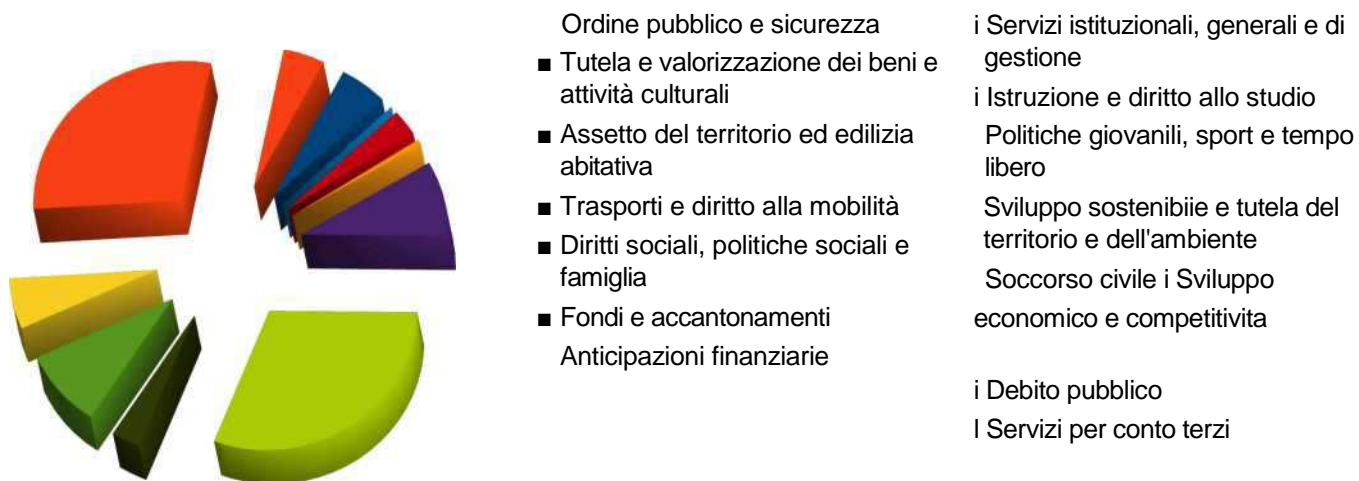 Ordine pubblico e sicurezza
■ Tutela e valorizzazione dei beni e
attività culturali
■ Assetto del territorio ed edilizia
abitativa
■ Trasporti e diritto alla mobilità
■ Diritti sociali, politiche sociali e
famiglia
■ Fondi e accantonamenti
Anticipazioni finanziarie
i Servizi istituzionali, generali e di
gestione
i Istruzione e diritto allo studio
Politiche giovanili, sport e tempo
libero
Sviluppo sostenibiie e tutela del
territorio e dell'ambiente
Soccorso civile i Sviluppo
economico e competitivita
i Debito pubblico
l Servizi per conto terzi